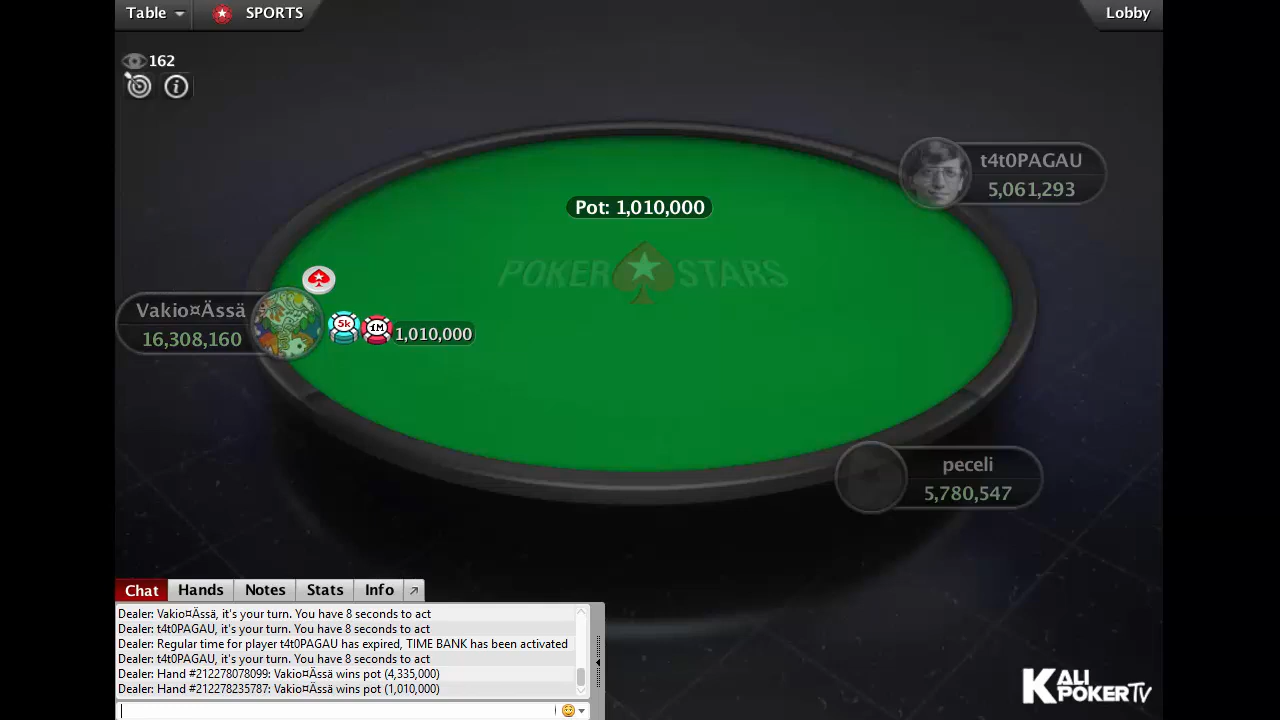 Table
SPORTS
Lobby
162
t4t0PAGAU
5,061,293
Pot: 1,010,000
POKER STARS
Vakio¤Ässä
16,308,160
5k
1M
1,010,000
peceli
5,780,547
Chat Hands Notes Stats Info
Dealer: Vakio¤Ässä, it's your turn. You have 8 seconds to act
Dealer: t4t0PAGAU, it's your turn. You have 8 seconds to act
Dealer: Regular time for player t4t0PAGAU has expired, TIME BANK has been activated
Dealer: t4t0PAGAU, it's your turn. You have 8 seconds to act
Dealer: Hand #212278078099: Vakio¤Ässä wins pot (4,335,000)
Dealer: Hand #212278235787: Vakio¤Ässä wins pot (1,010,000)
KALI
POKERTV